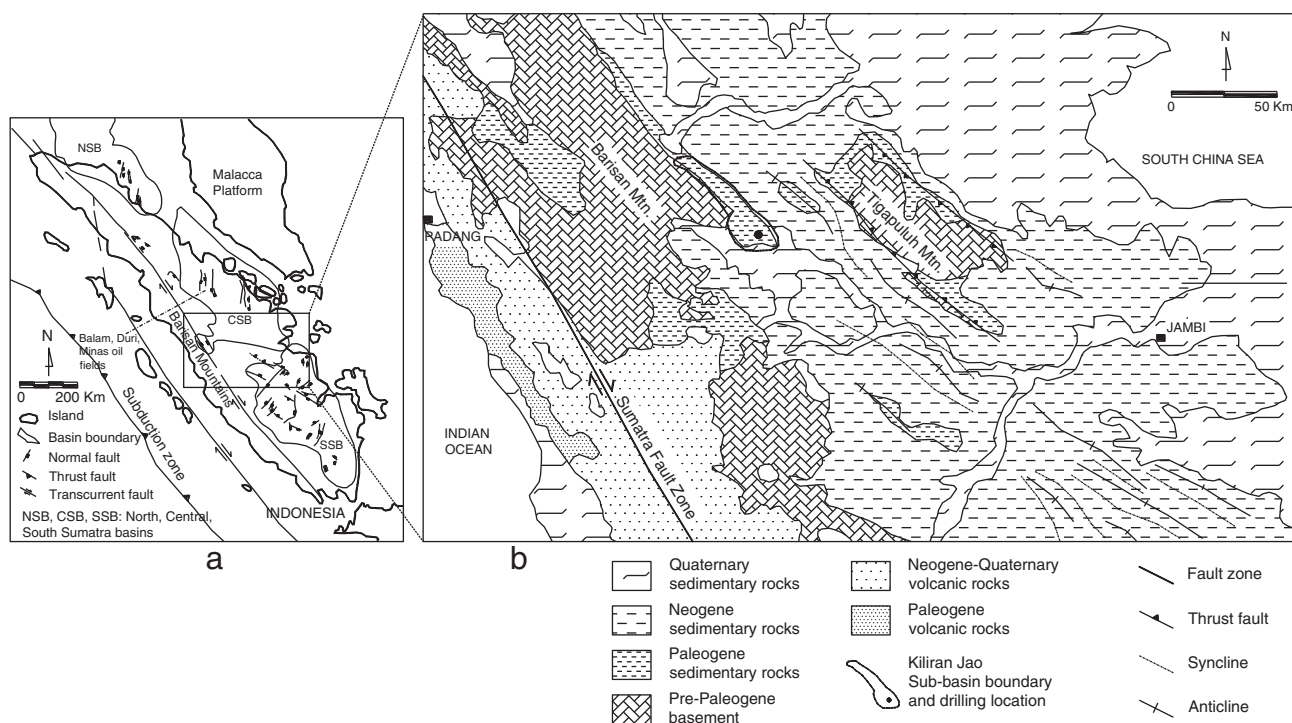 NSB
Malacca
Platform
CSB
N
Balam, Duri,
Minas oil
fields
Barisan Mountains
0 200 Km
Subduction zone
SSB
Island
Basin boundary
Normal fault
Thrust fault
Transcurrent fault
INDONESIA
NSB, CSB, SSB: North, Central,
South Sumatra basins
a
N
0 50 Km
SOUTH CHINA SEA
Barisan Mtn.
Tigapuluh Mtn.
PADANG
JAMBI
INDIAN
OCEAN
Sumatra Fault Zone
b
Quaternary
sedimentary rocks
Neogene
sedimentary rocks
Paleogene
sedimentary rocks
Pre-Paleogene
basement
Neogene-Quaternary
volcanic rocks
Paleogene
volcanic rocks
Kiliran Jao
Sub-basin boundary
and drilling location
Fault zone
Thrust fault
Syncline
Anticline